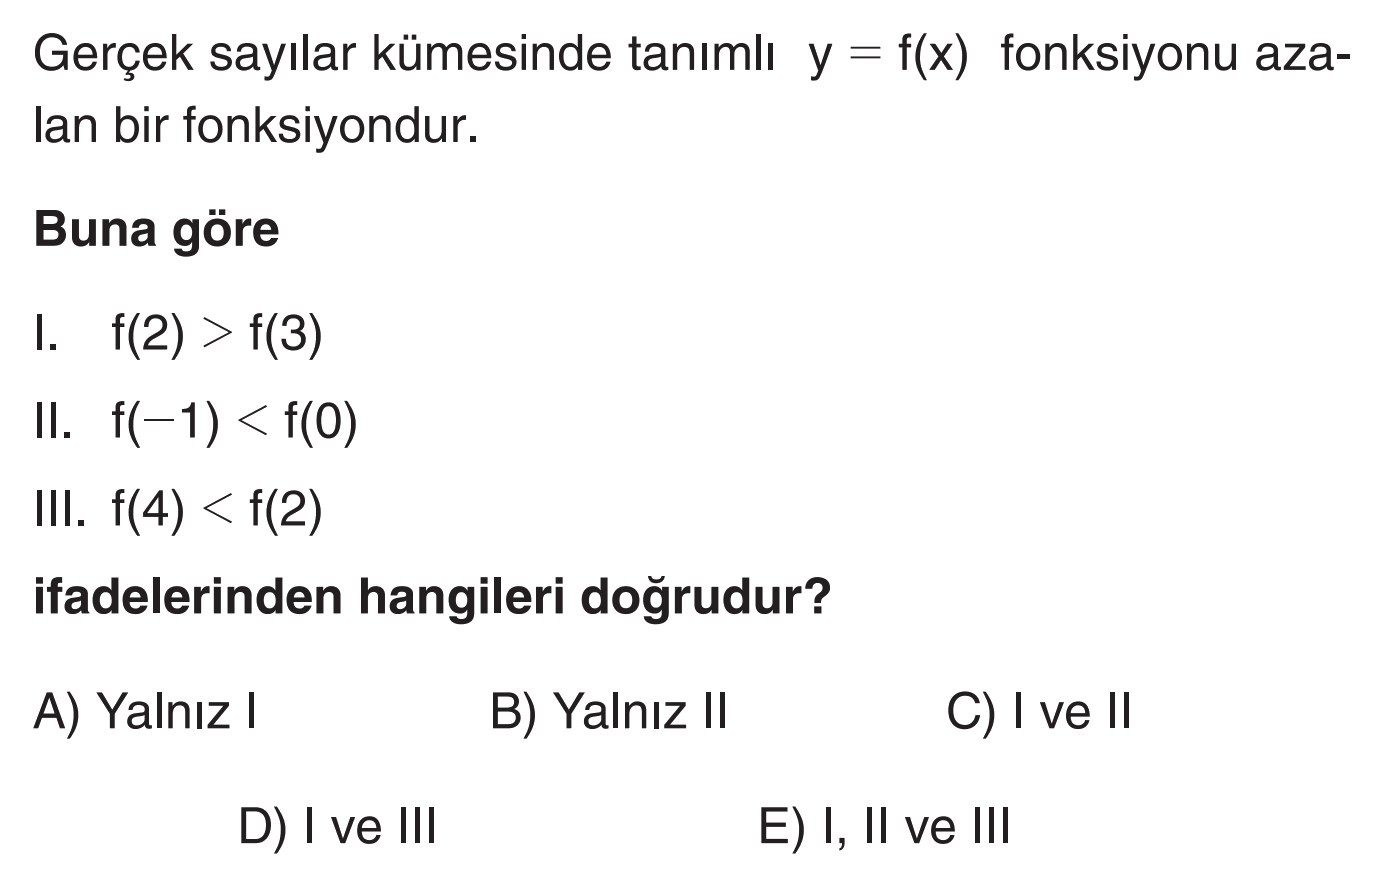 Gerçek sayılar kümesinde tanımlı y = f(x) fonksiyonu aza-
lan bir fonksiyondur.
Buna göre
I. f(2) > f(3)
II. f(−1) < f(0)
III. f(4) < f(2)
ifadelerinden hangileri doğrudur?
A) Yalnız I B) Yalnız II C) I ve II
D) I ve III E) I, II ve III